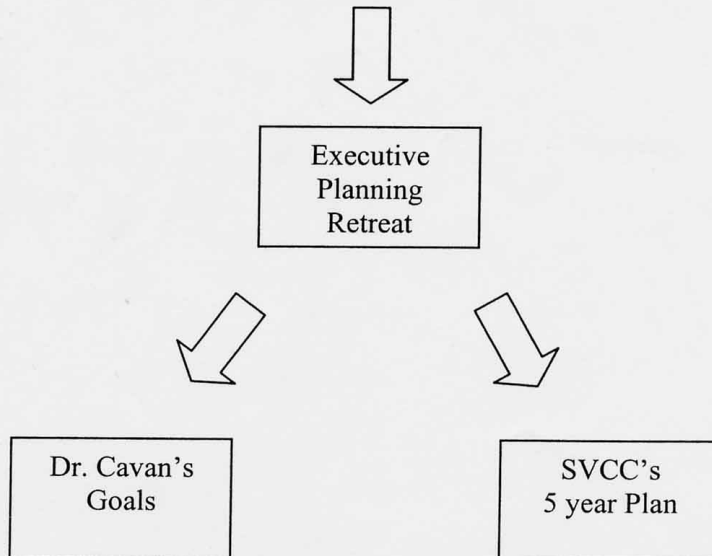 Executive
Planning
Retreat
Dr. Cavan's
Goals
SVCC's
5 year Plan